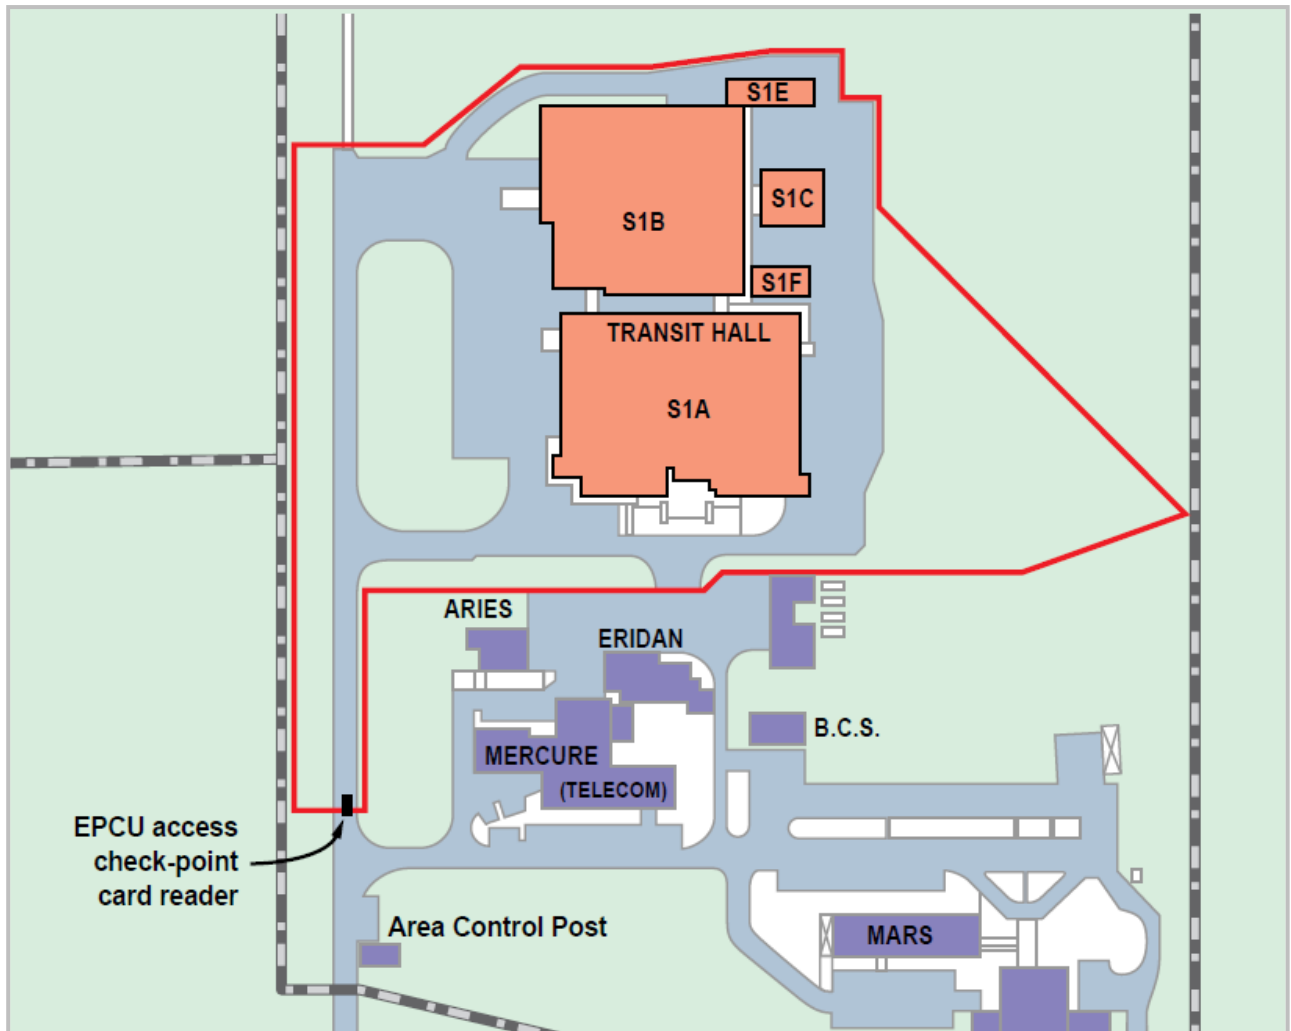 S1E
S1C
S1B
S1F
TRANSIT HALL
S1A
ARIES
ERIDAN
B.C.S.
MERCURE
(TELECOM)
EPCU access
check-point
card reader
Area Control Post
MARS